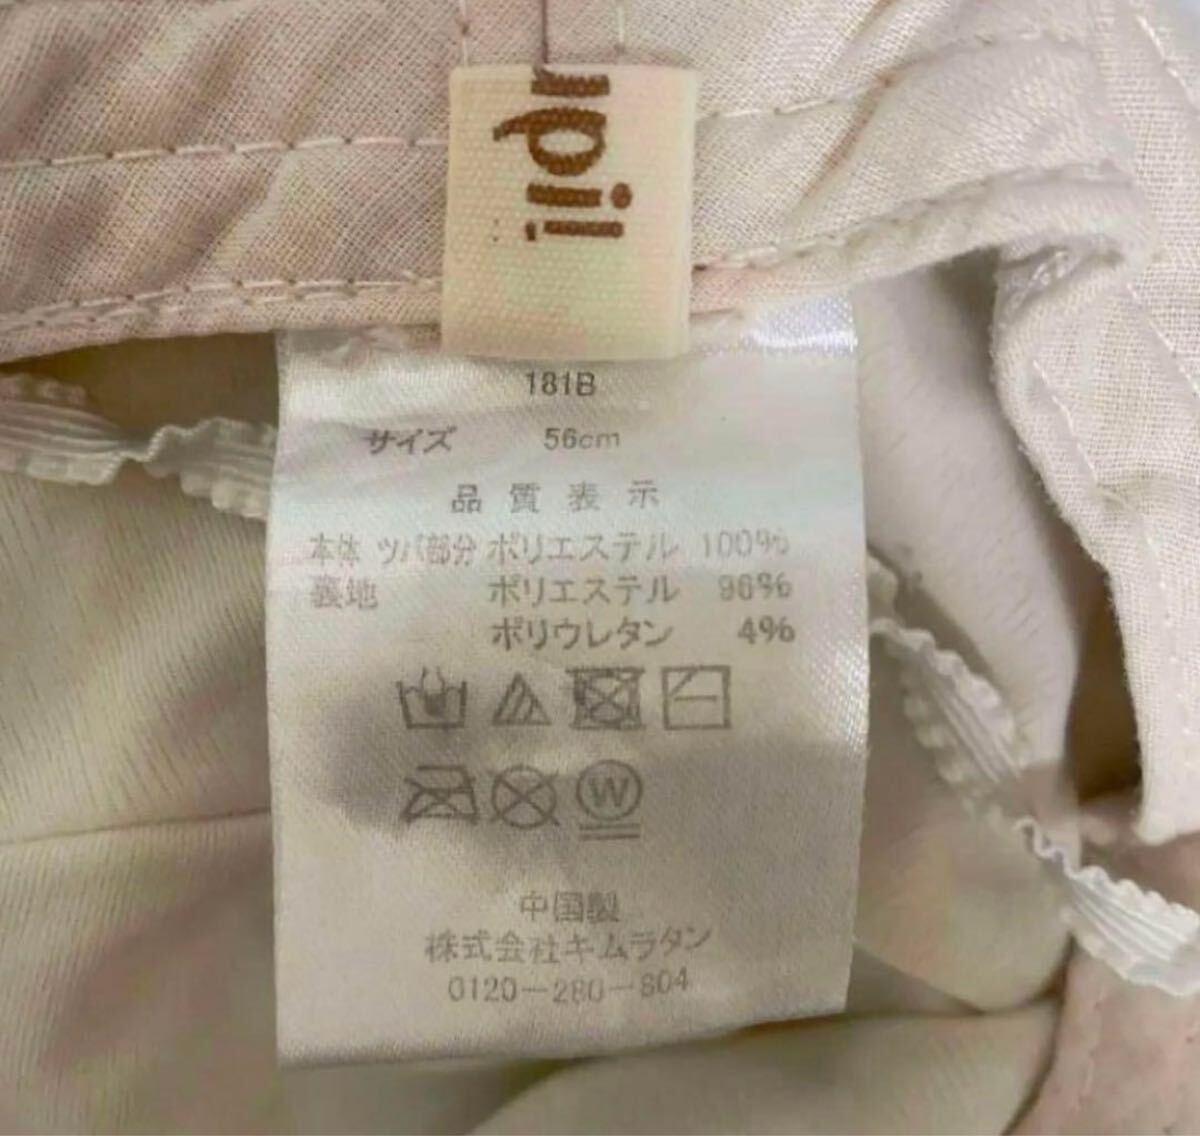 upil
181B
サイズ 56cm
品質表示
本体 ツバ部分 ポリエステル 100%
裏地 ポリエステル 96%
ポリウレタン 4%
W
中国製
株式会社キムラタン
0120-280-804